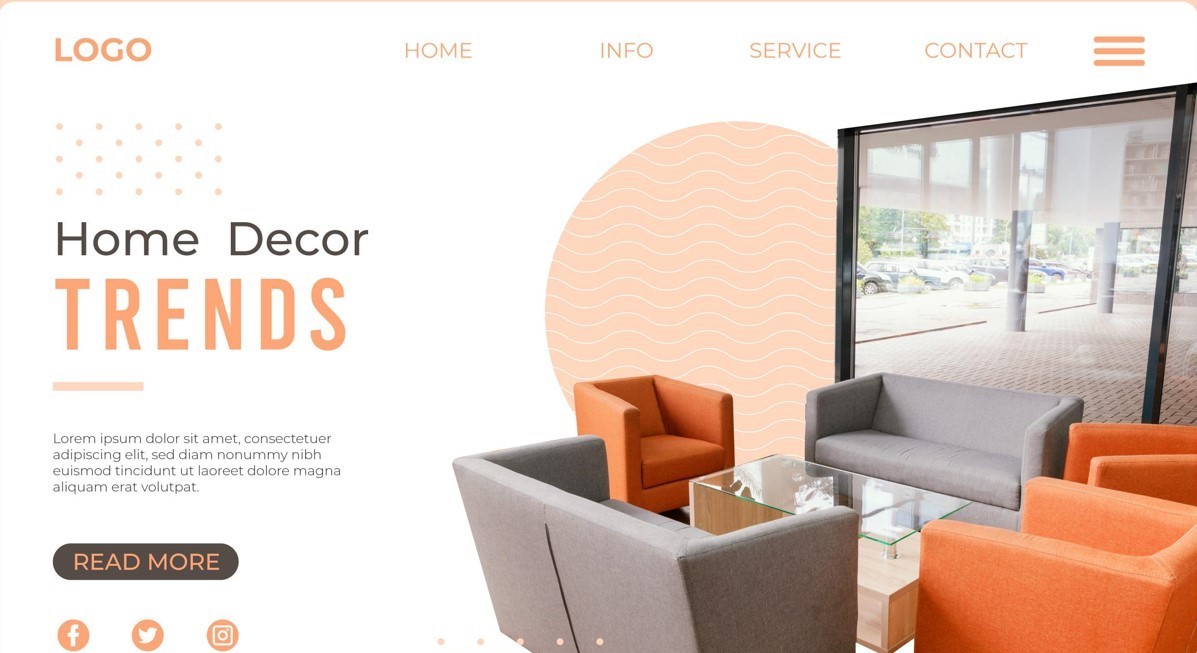 LOGO
HOME INFO SERVICE CONTACT
Home Decor
TRENDS
Lorem ipsum dolor sit amet, consectetuer
adipiscing elit, sed diam nonummy nibh
euismod tincidunt ut laoreet dolore magna
aliquam erat volutpat.
READ MORE